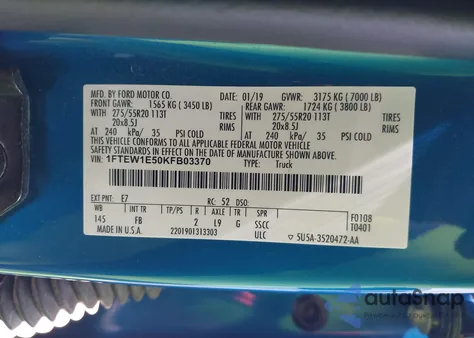 MFD. BY FORD MOTOR CO.
01/19 GVWR: 3175 KG ( 7000 LB)
FRONT GAWR: 1565 KG ( 3450 LB) REAR GAWR: 1724 KG ( 3800 LB)
275/55R20 113T TIRES 275/55R20 113T TIRES
20x8.5J RIMS 20x8.5J RIMS
AT 240 kPa/ 35 PSI COLD AT 240 kPa/ 35 PSI COLD
THIS VEHICLE CONFORMS TO ALL APPLICABLE FEDERAL MOTOR VEHICLE
SAFETY STANDARDS IN EFFECT ON THE DATE OF MANUFACTURE SHOWN ABOVE.
VIN: 1FTEW1E50KFB03370 TYPE: Truck
EXT PNT: E7 RC: 52 DSO:
WB INT TR TP/PS R AXLE TR SPR
145 FB 2 L9 G SSCC F0108
U.S.A. 2201901313303 ULC T0401
5U5A-3520472-AA
autoSnap